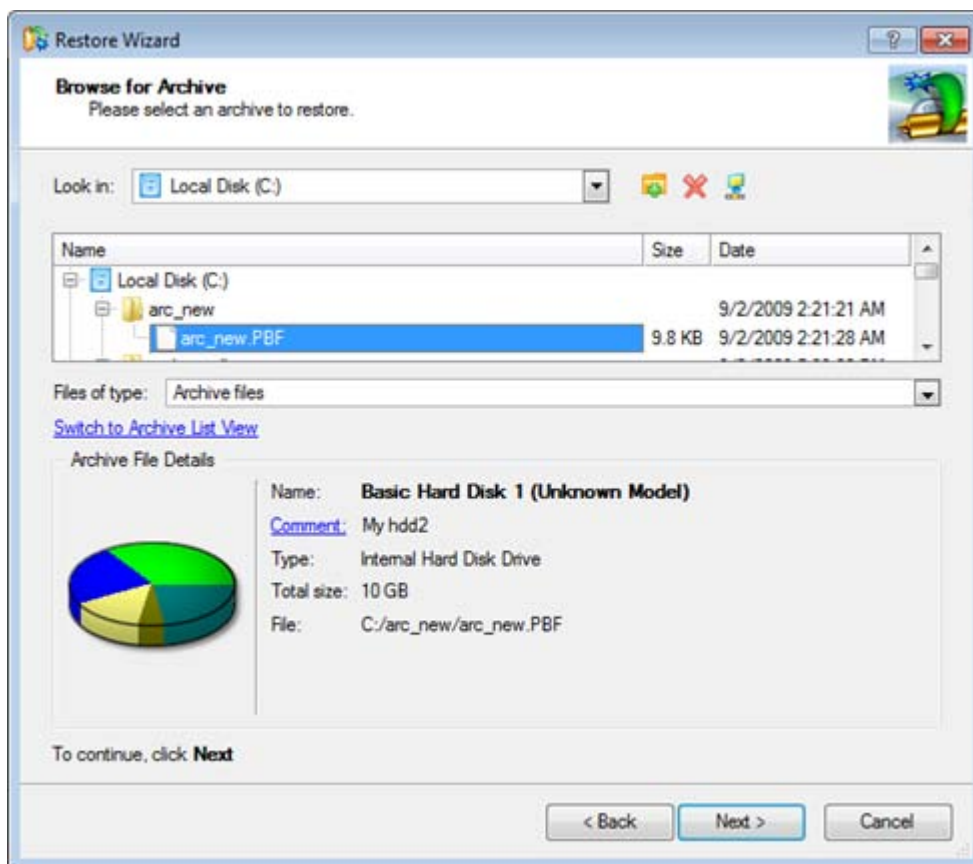 Restore Wizard
Browse for Archive
Please select an archive to restore.
Look in: Local Disk (C:)
Name Size Date
Local Disk (C:)
arc_new 9/2/2009 2:21:21 AM
arc_new.PBF 9.8 KB 9/2/2009 2:21:28 AM
Files of type: Archive files
Switch to Archive List View
Archive File Details
Name: Basic Hard Disk 1 (Unknown Model)
Comment: My hdd2
Type: Internal Hard Disk Drive
Total size: 10 GB
File: C:/arc_new/arc_new.PBF
To continue, click Next
< Back Next > Cancel